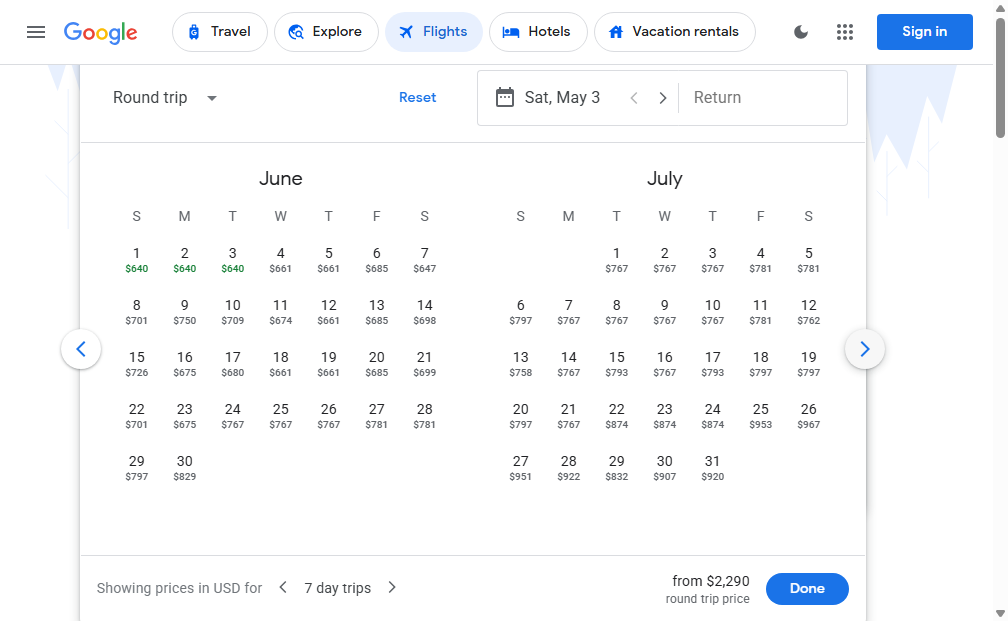 Google Travel Explore Flights Hotels Vacation rentals Sign in
Round trip Reset Sat, May 3 Return
June July
S M T W T F S S M T W T F S
1 2 3 4 5 6 7 1 2 3 4 5
$640 $640 $640 $661 $661 $685 $647 $767 $767 $767 $781 $781
8 9 10 11 12 13 14 6 7 8 9 10 11 12
$701 $750 $709 $674 $661 $685 $698 $797 $767 $767 $767 $767 $781 $762
15 16 17 18 19 20 21 13 14 15 16 17 18 19
$726 $675 $680 $661 $661 $685 $699 $758 $767 $793 $767 $793 $797 $797
22 23 24 25 26 27 28 20 21 22 23 24 25 26
$701 $675 $767 $767 $767 $781 $781 $797 $767 $874 $874 $874 $953 $967
29 30 27 28 29 30 31
$797 $829 $951 $922 $832 $907 $920
Showing prices in USD for 7 day trips from $2,290 Done
round trip price